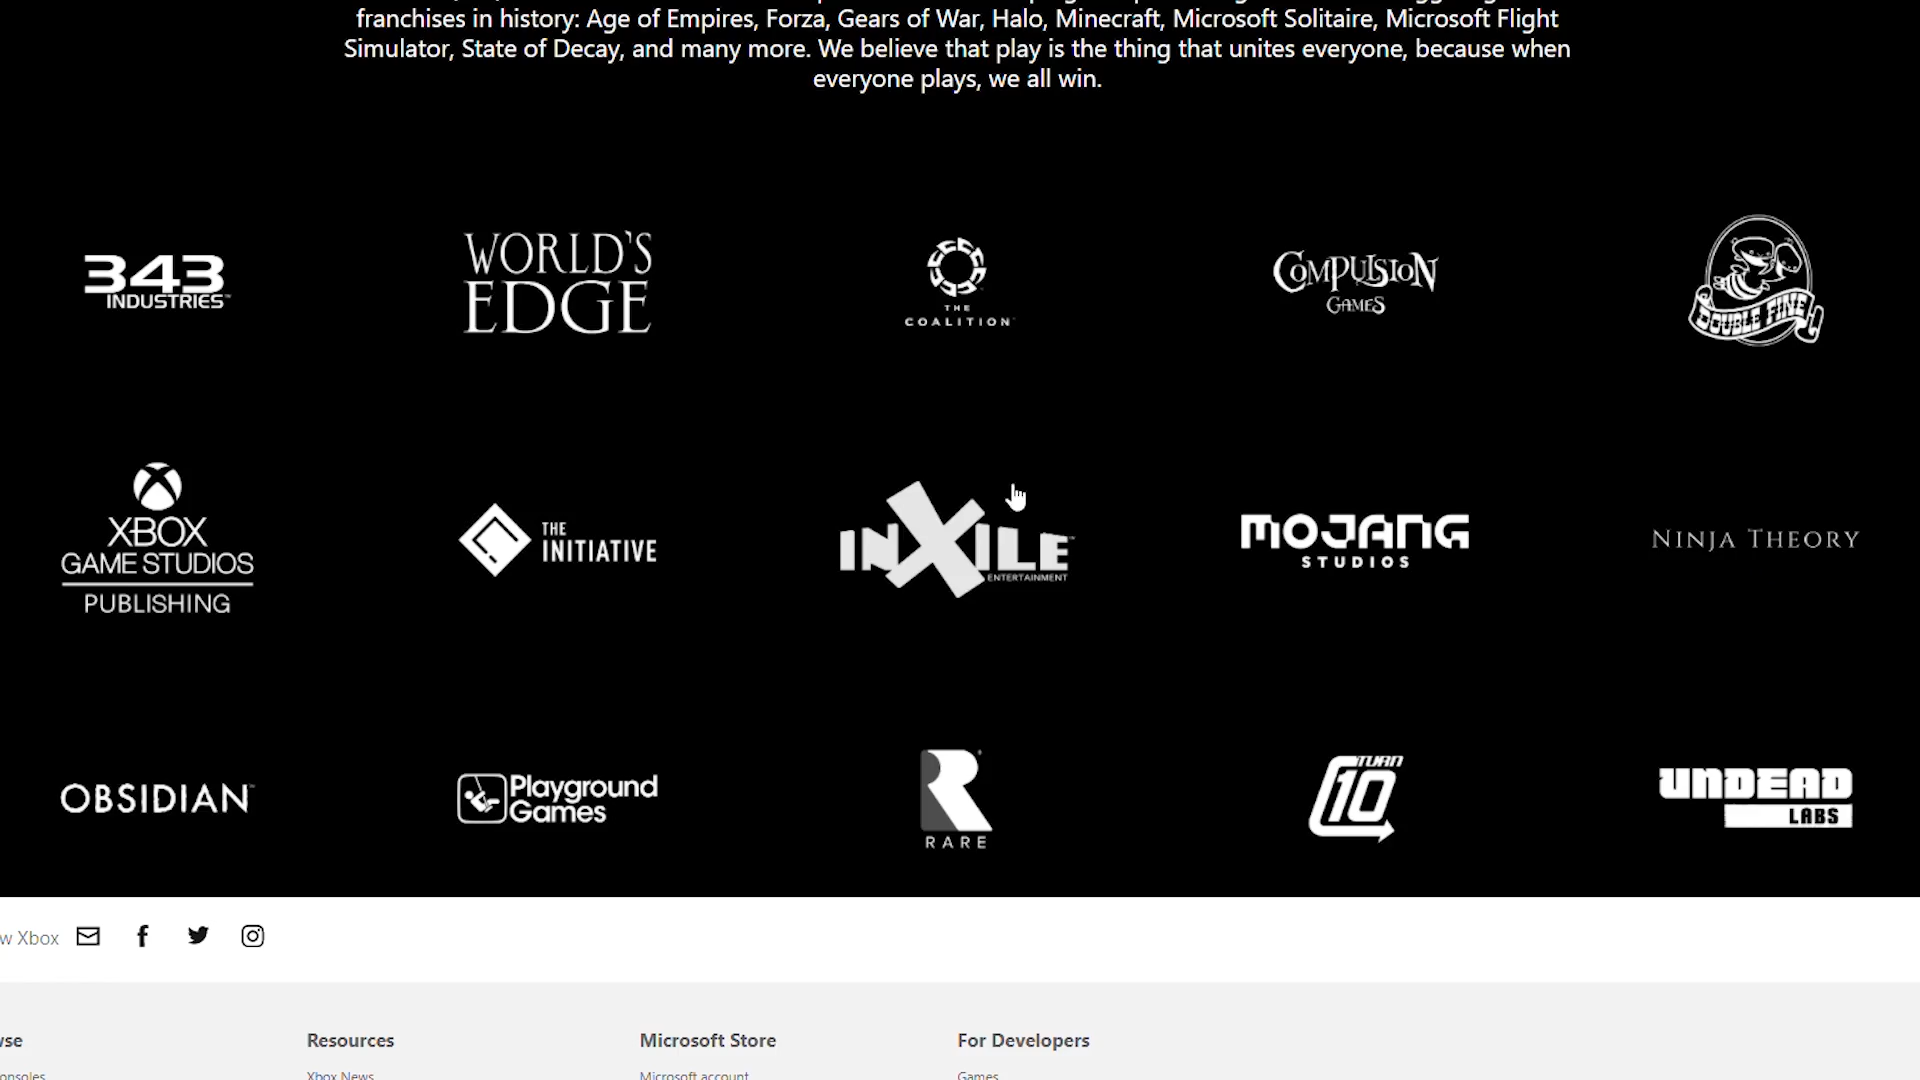 franchises in history: Age of Empires, Forza, Gears of War, Halo, Minecraft, Microsoft Solitaire, Microsoft Flight
Simulator, State of Decay, and many more. We believe that play is the thing that unites everyone, because when
everyone plays, we all win.
343
INDUSTRIES™
WORLD'S
EDGE
THE
COALITION
COMPULSION
GAMES
DOUBLE FINE
XBOX
GAME STUDIOS
PUBLISHING
THE
INITIATIVE
INXILE™
ENTERTAINMENT
MOJANG
STUDIOS
NINJA THEORY
OBSIDIAN
Playground
Games
RARE
TURN
10
UNDEAD
LABS
w Xbox
Resources
Microsoft Store
For Developers
Xbox News
Microsoft account
Games